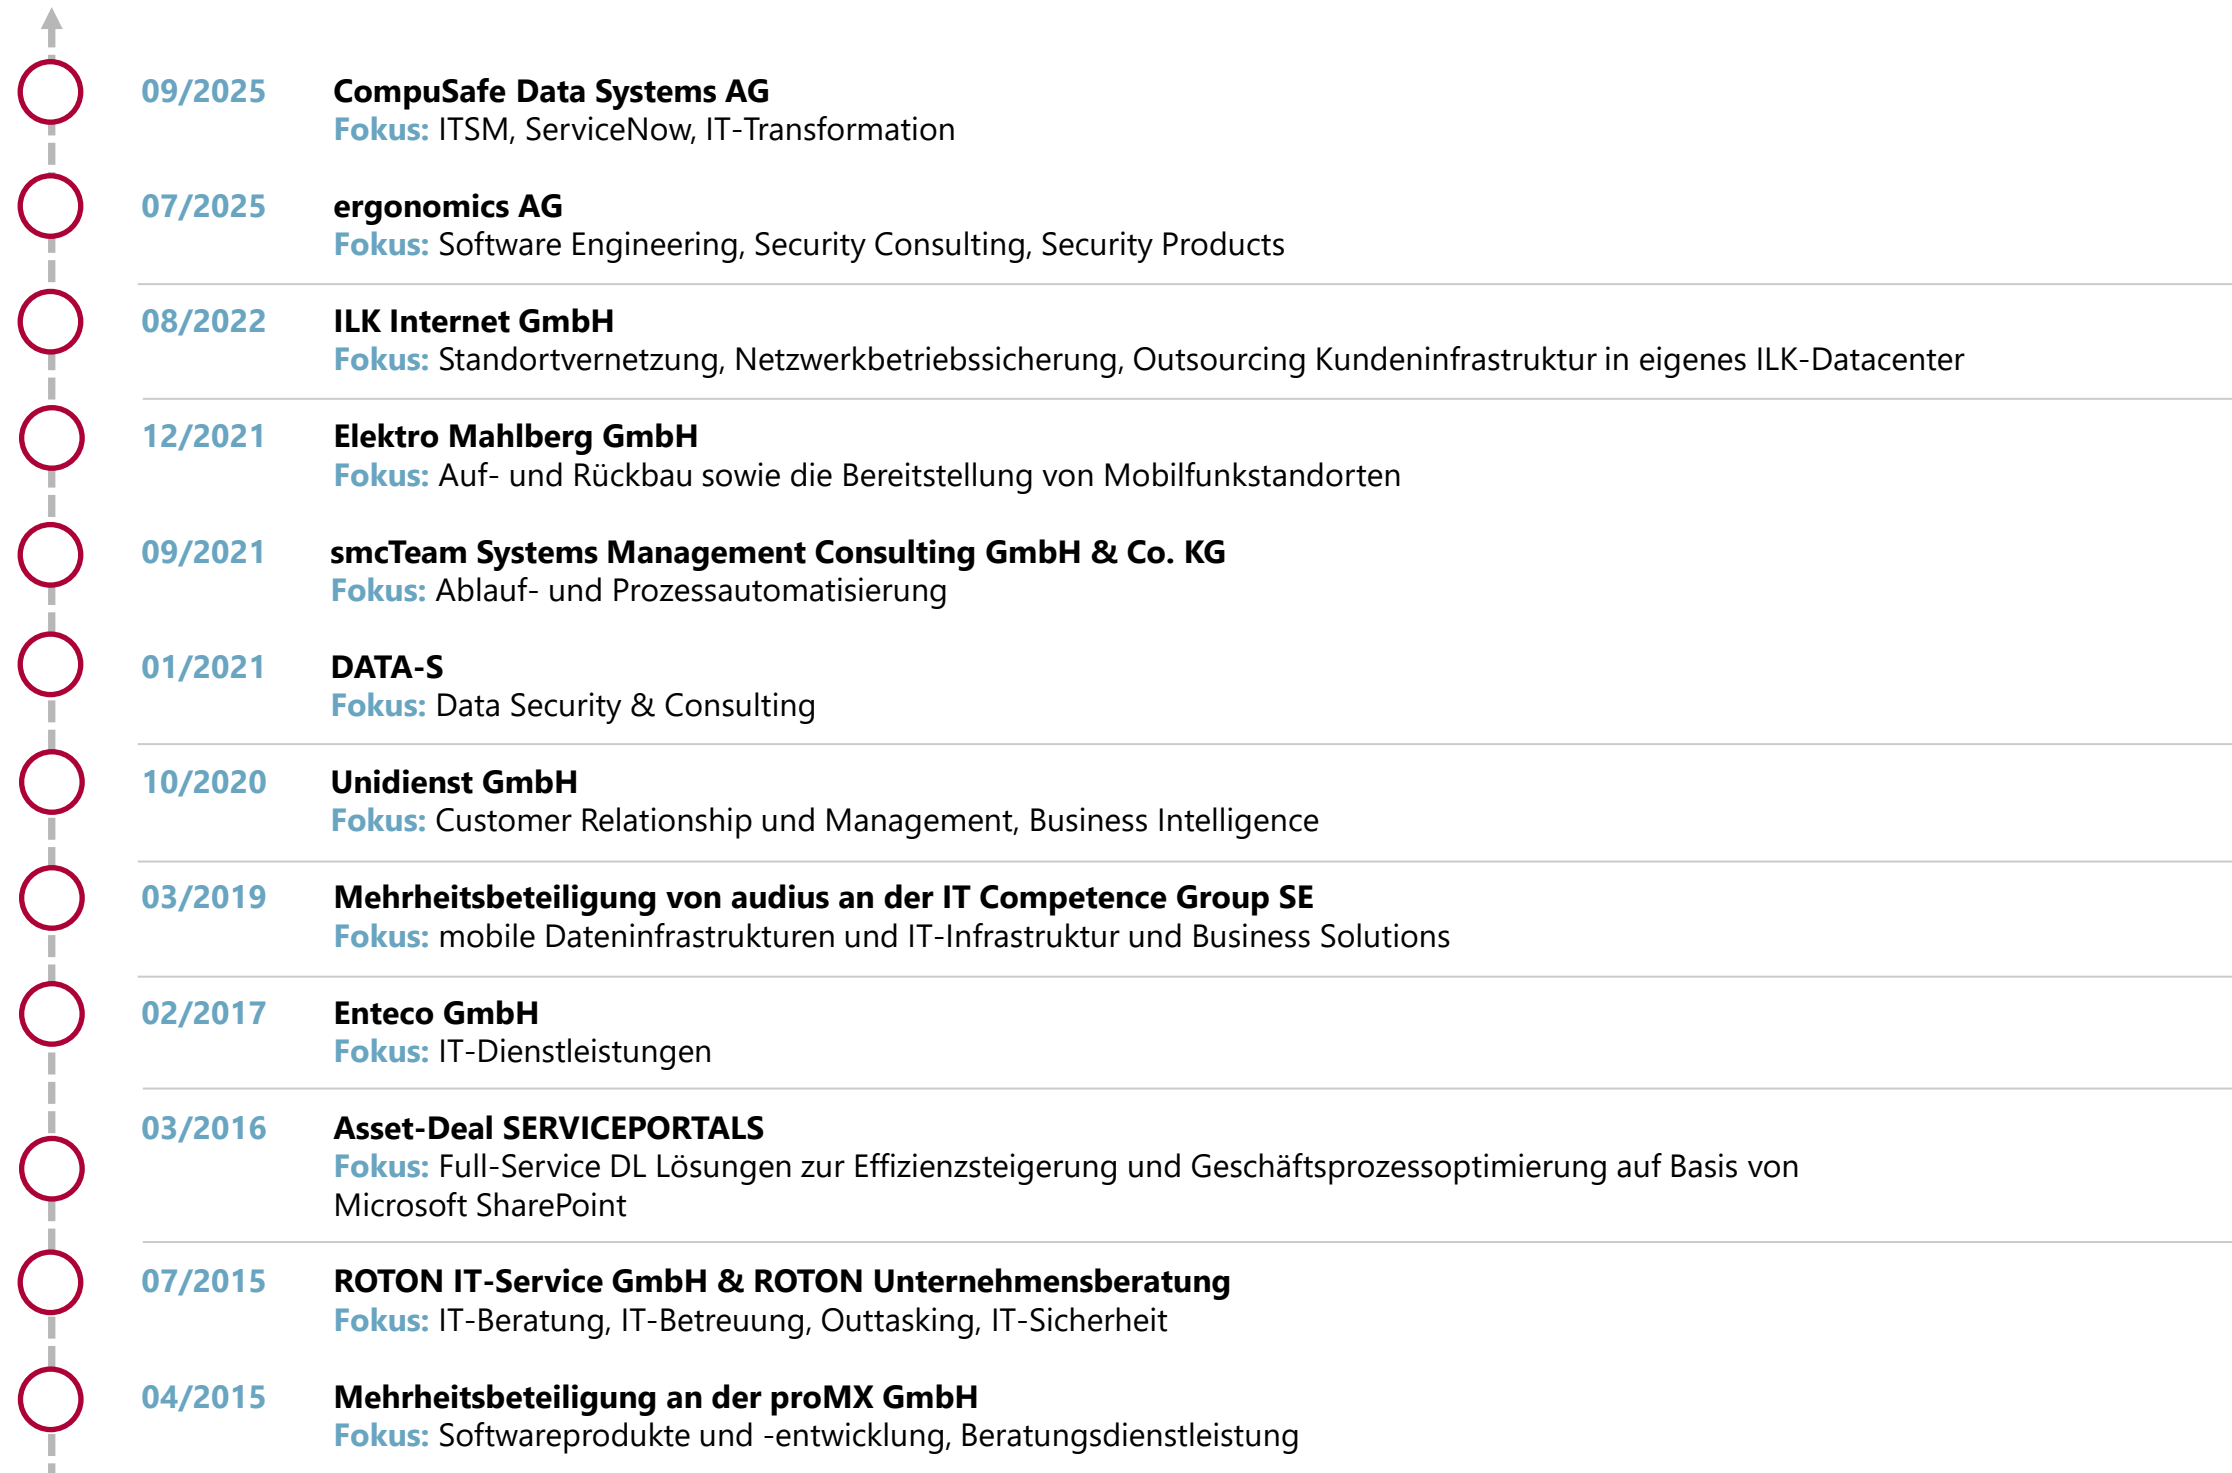 09/2025 CompuSafe Data Systems AG
Fokus: ITSM, ServiceNow, IT-Transformation
07/2025 ergonomics AG
Fokus: Software Engineering, Security Consulting, Security Products
08/2022 ILK Internet GmbH
Fokus: Standortvernetzung, Netzwerkbetriebssicherung, Outsourcing Kundeninfrastruktur in eigenes ILK-Datacenter
12/2021 Elektro Mahlberg GmbH
Fokus: Auf- und Rückbau sowie die Bereitstellung von Mobilfunkstandorten
09/2021 smcTeam Systems Management Consulting GmbH & Co. KG
Fokus: Ablauf- und Prozessautomatisierung
01/2021 DATA-S
Fokus: Data Security & Consulting
10/2020 Unidienst GmbH
Fokus: Customer Relationship und Management, Business Intelligence
03/2019 Mehrheitsbeteiligung von audius an der IT Competence Group SE
Fokus: mobile Dateninfrastrukturen und IT-Infrastruktur und Business Solutions
02/2017 Enteco GmbH
Fokus: IT-Dienstleistungen
03/2016 Asset-Deal SERVICEPORTALS
Fokus: Full-Service DL Lösungen zur Effizienzsteigerung und Geschäftsprozessoptimierung auf Basis von
Microsoft SharePoint
07/2015 ROTON IT-Service GmbH & ROTON Unternehmensberatung
Fokus: IT-Beratung, IT-Betreuung, Outtasking, IT-Sicherheit
04/2015 Mehrheitsbeteiligung an der proMX GmbH
Fokus: Softwareprodukte und -entwicklung, Beratungsdienstleistung